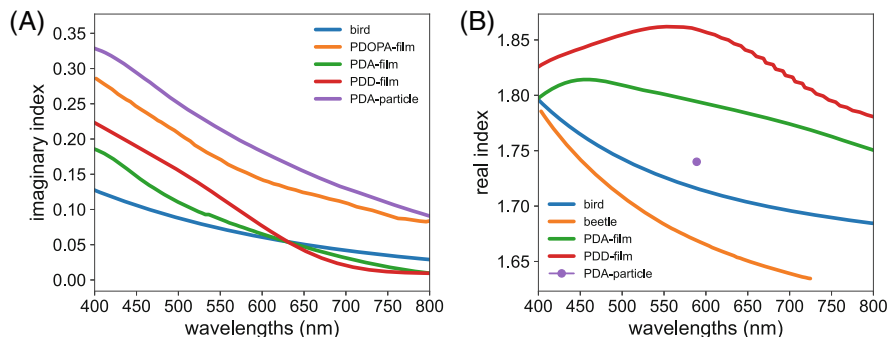 (A)
imaginary index
0.35
0.30
0.25
0.20
0.15
0.10
0.05
0.00
bird
PDOPA-film
PDA-film
PDD-film
PDA-particle
400 450 500 550 600 650 700 750 800
wavelengths (nm)
(B)
real index
1.85
1.80
1.75
1.70
1.65
bird
beetle
PDA-film
PDD-film
PDA-particle
400 450 500 550 600 650 700 750 800
wavelengths (nm)